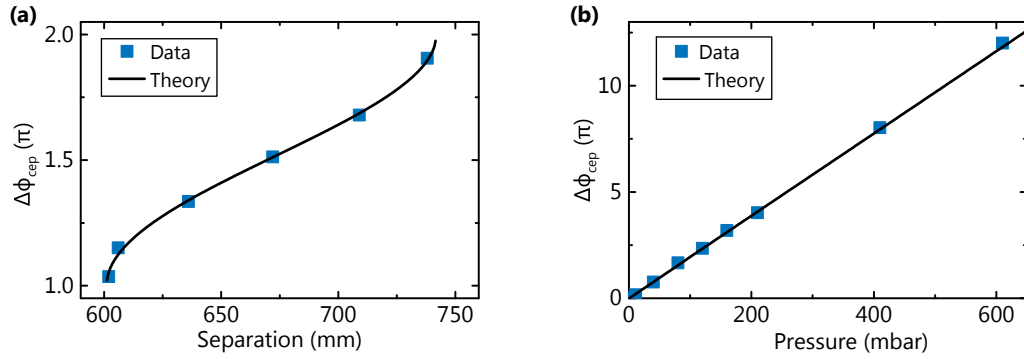 (a)
2.0
1.5
1.0
Δϕcep (π)
Data
Theory
600
650
700
750
Separation (mm)
(b)
10
5
0
Δϕcep (π)
Data
Theory
0
200
400
600
Pressure (mbar)